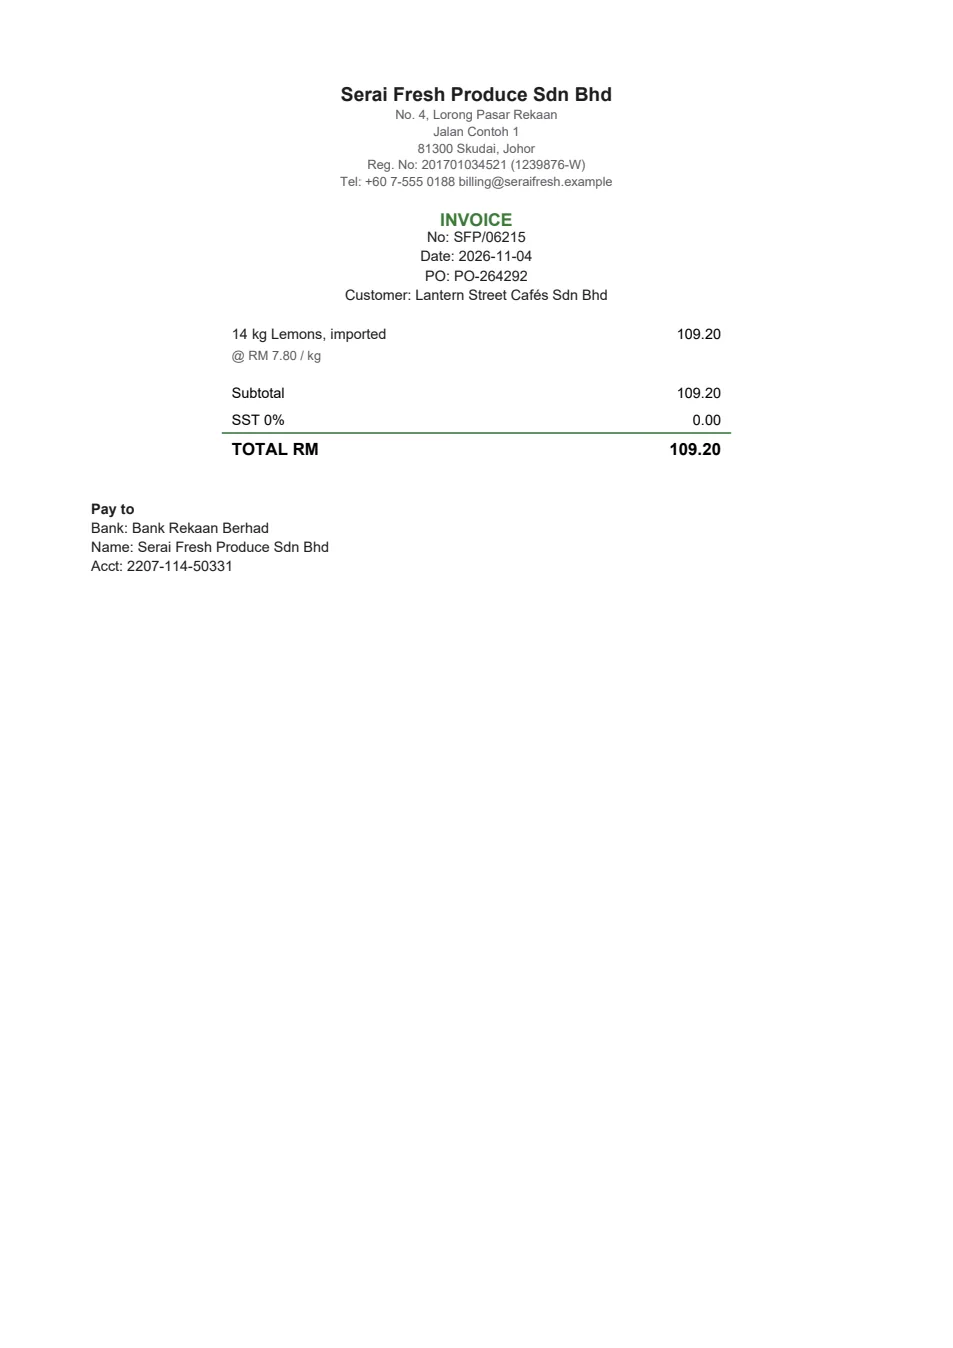 Serai Fresh Produce Sdn Bhd
No. 4, Lorong Pasar Rekaan
Jalan Contoh 1
81300 Skudai, Johor
Reg. No: 201701034521 (1239876-W)
Tel: +60 7-555 0188 billing@seraifresh.example
INVOICE
No: SFP/06215
Date: 2026-11-04
PO: PO-264292
Customer: Lantern Street Cafés Sdn Bhd
14 kg Lemons, imported 109.20
@ RM 7.80 / kg
Subtotal 109.20
SST 0% 0.00
TOTAL RM 109.20
Pay to
Bank: Bank Rekaan Berhad
Name: Serai Fresh Produce Sdn Bhd
Acct: 2207-114-50331